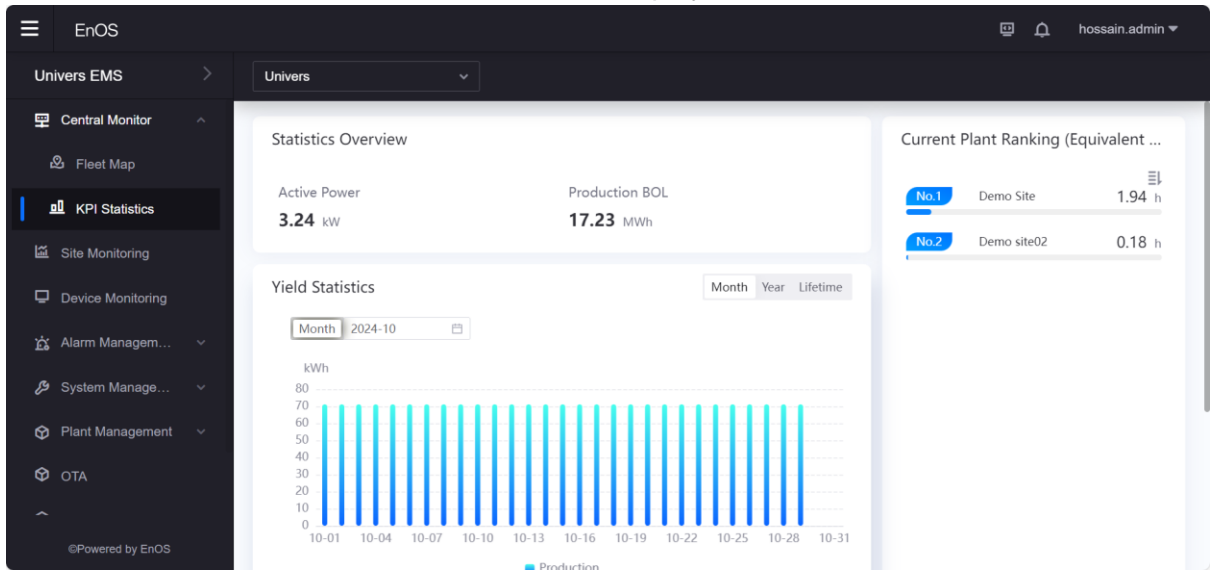 EnOS
hossain.admin
Univers EMS
Univers
Central Monitor
Fleet Map
KPI Statistics
Site Monitoring
Device Monitoring
Alarm Managem...
System Manage...
Plant Management
OTA
©Powered by EnOS
Statistics Overview
Active Power
3.24 kW
Production BOL
17.23 MWh
Yield Statistics
Month Year Lifetime
Month 2024-10
kWh
80
70
60
50
40
30
20
10
0
10-01 10-04 10-07 10-10 10-13 10-16 10-19 10-22 10-25 10-28 10-31
Production
Current Plant Ranking (Equivalent ...
No.1 Demo Site 1.94 h
No.2 Demo site02 0.18 h